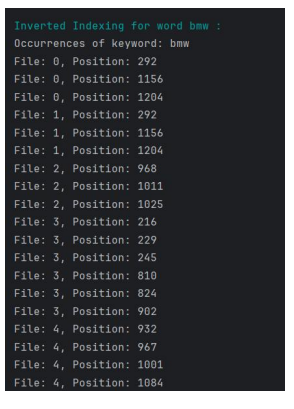 Inverted Indexing for word bmw :
Occurrences of keyword: bmw
File: 0, Position: 292
File: 0, Position: 1156
File: 0, Position: 1204
File: 1, Position: 292
File: 1, Position: 1156
File: 1, Position: 1204
File: 2, Position: 968
File: 2, Position: 1011
File: 2, Position: 1025
File: 3, Position: 216
File: 3, Position: 229
File: 3, Position: 245
File: 3, Position: 810
File: 3, Position: 824
File: 3, Position: 902
File: 4, Position: 932
File: 4, Position: 967
File: 4, Position: 1001
File: 4, Position: 1084